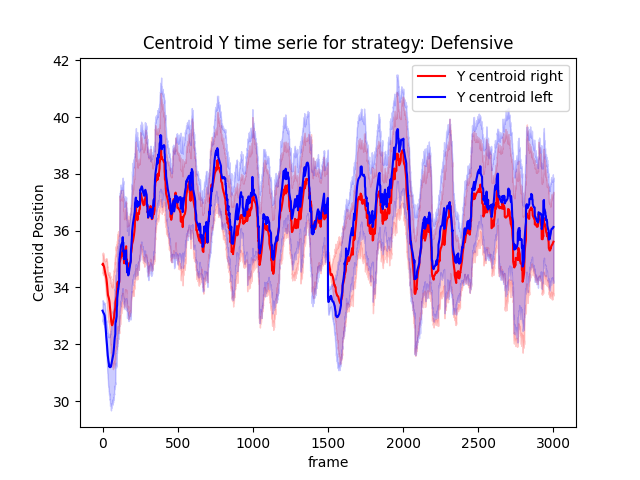 Centroid Y time serie for strategy: Defensive
Y centroid right
Y centroid left
Centroid Position
42
40
38
36
34
32
30
0 500 1000 1500 2000 2500 3000
frame